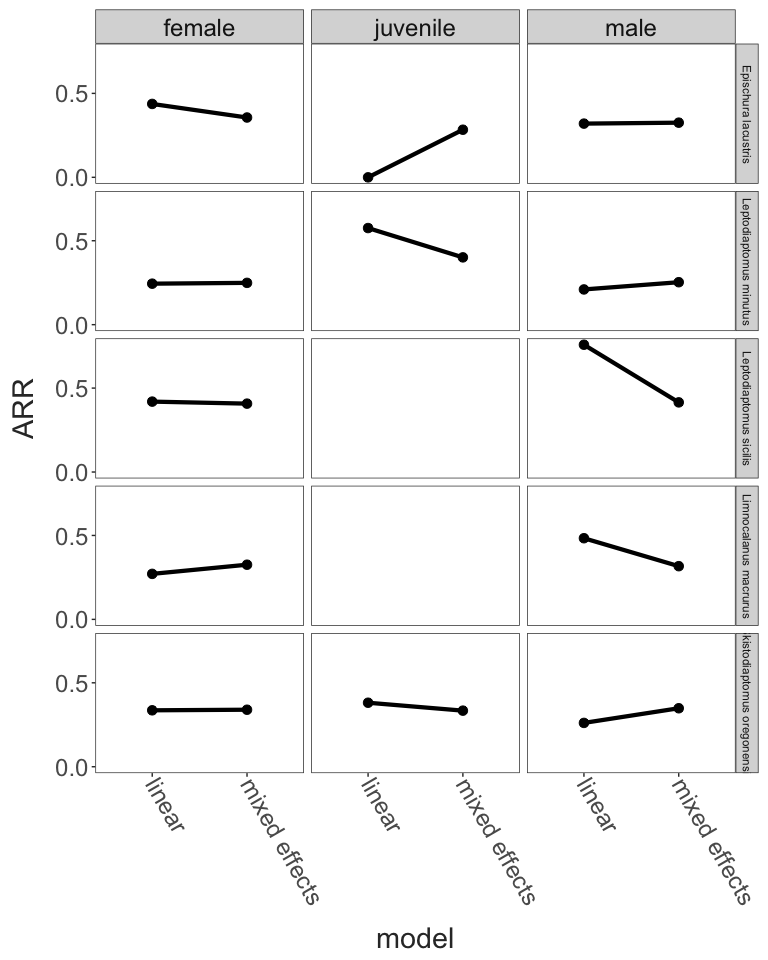 female juvenile male
0.5
0.0
Epischura lacustris
0.5
0.0
Leptodiaptomus minutus
0.5
0.0
Leptodiaptomus sicilis
0.5
0.0
Limnocalanus macrurus
0.5
0.0
kistodiaptomus oregonens
ARR
linear mixed effects linear mixed effects linear mixed effects
model